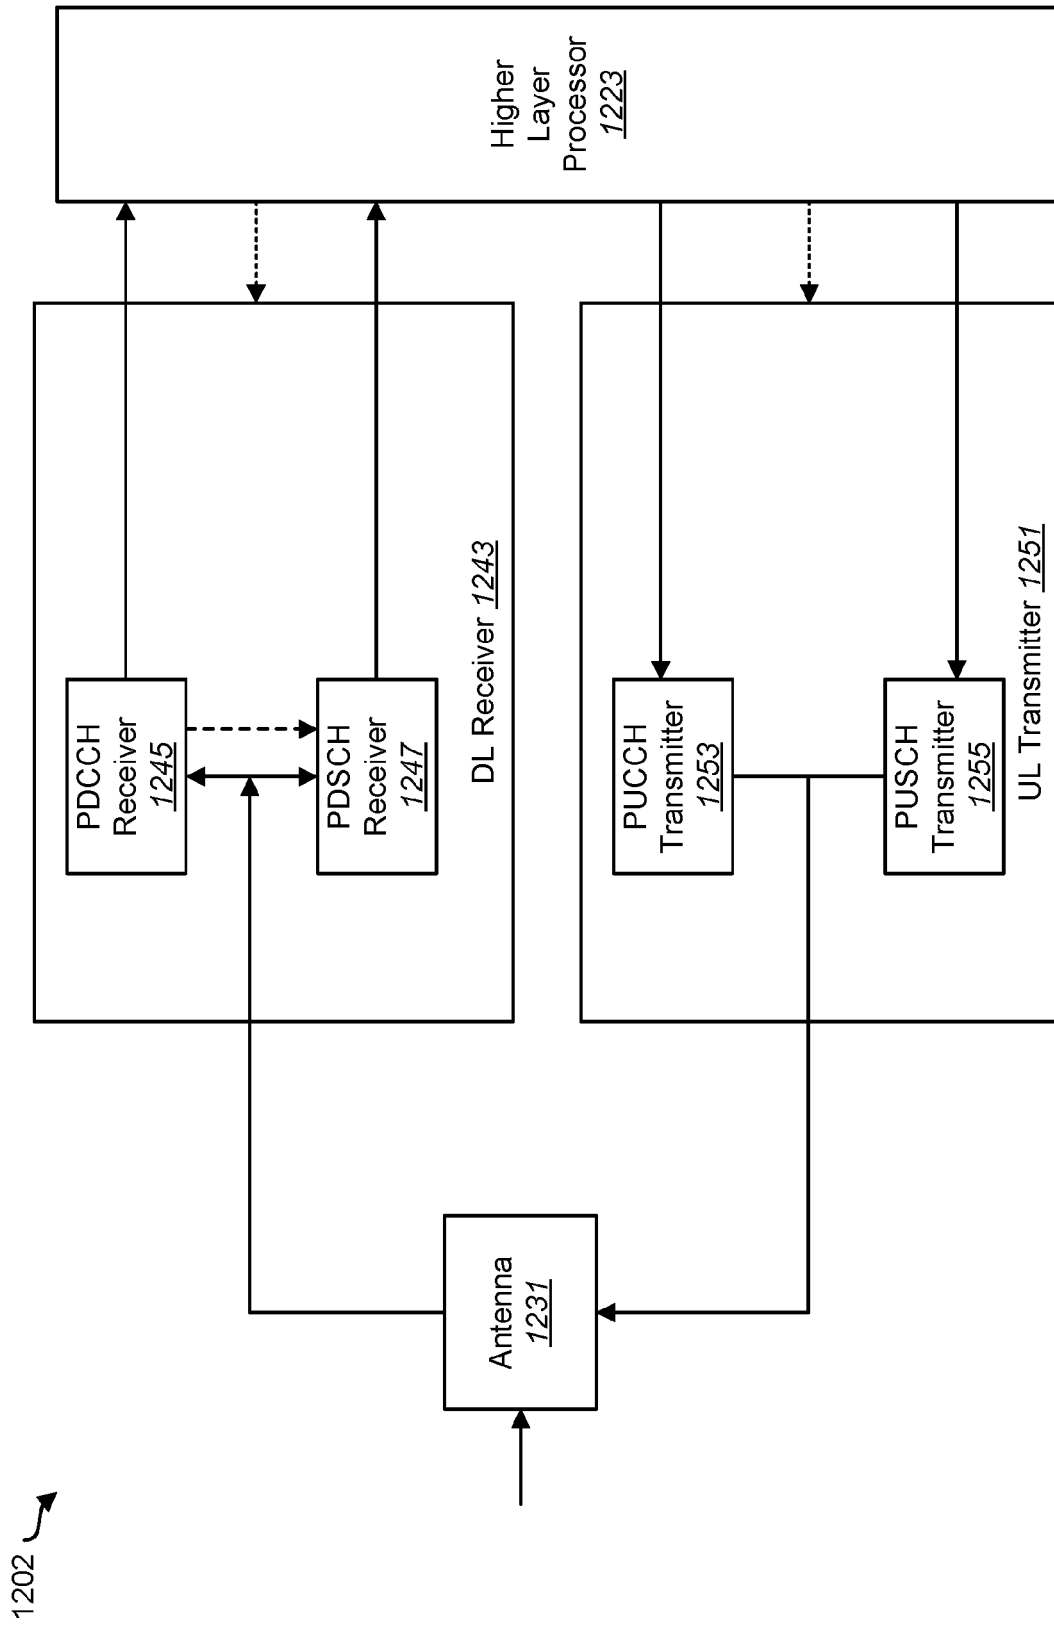 1202
Antenna
1231
PDCCH
Receiver
1245
PDSCH
Receiver
1247
DL Receiver 1243
PUCCH
Transmitter
1253
PUSCH
Transmitter
1255
UL Transmitter 1251
Higher
Layer
Processor
1223